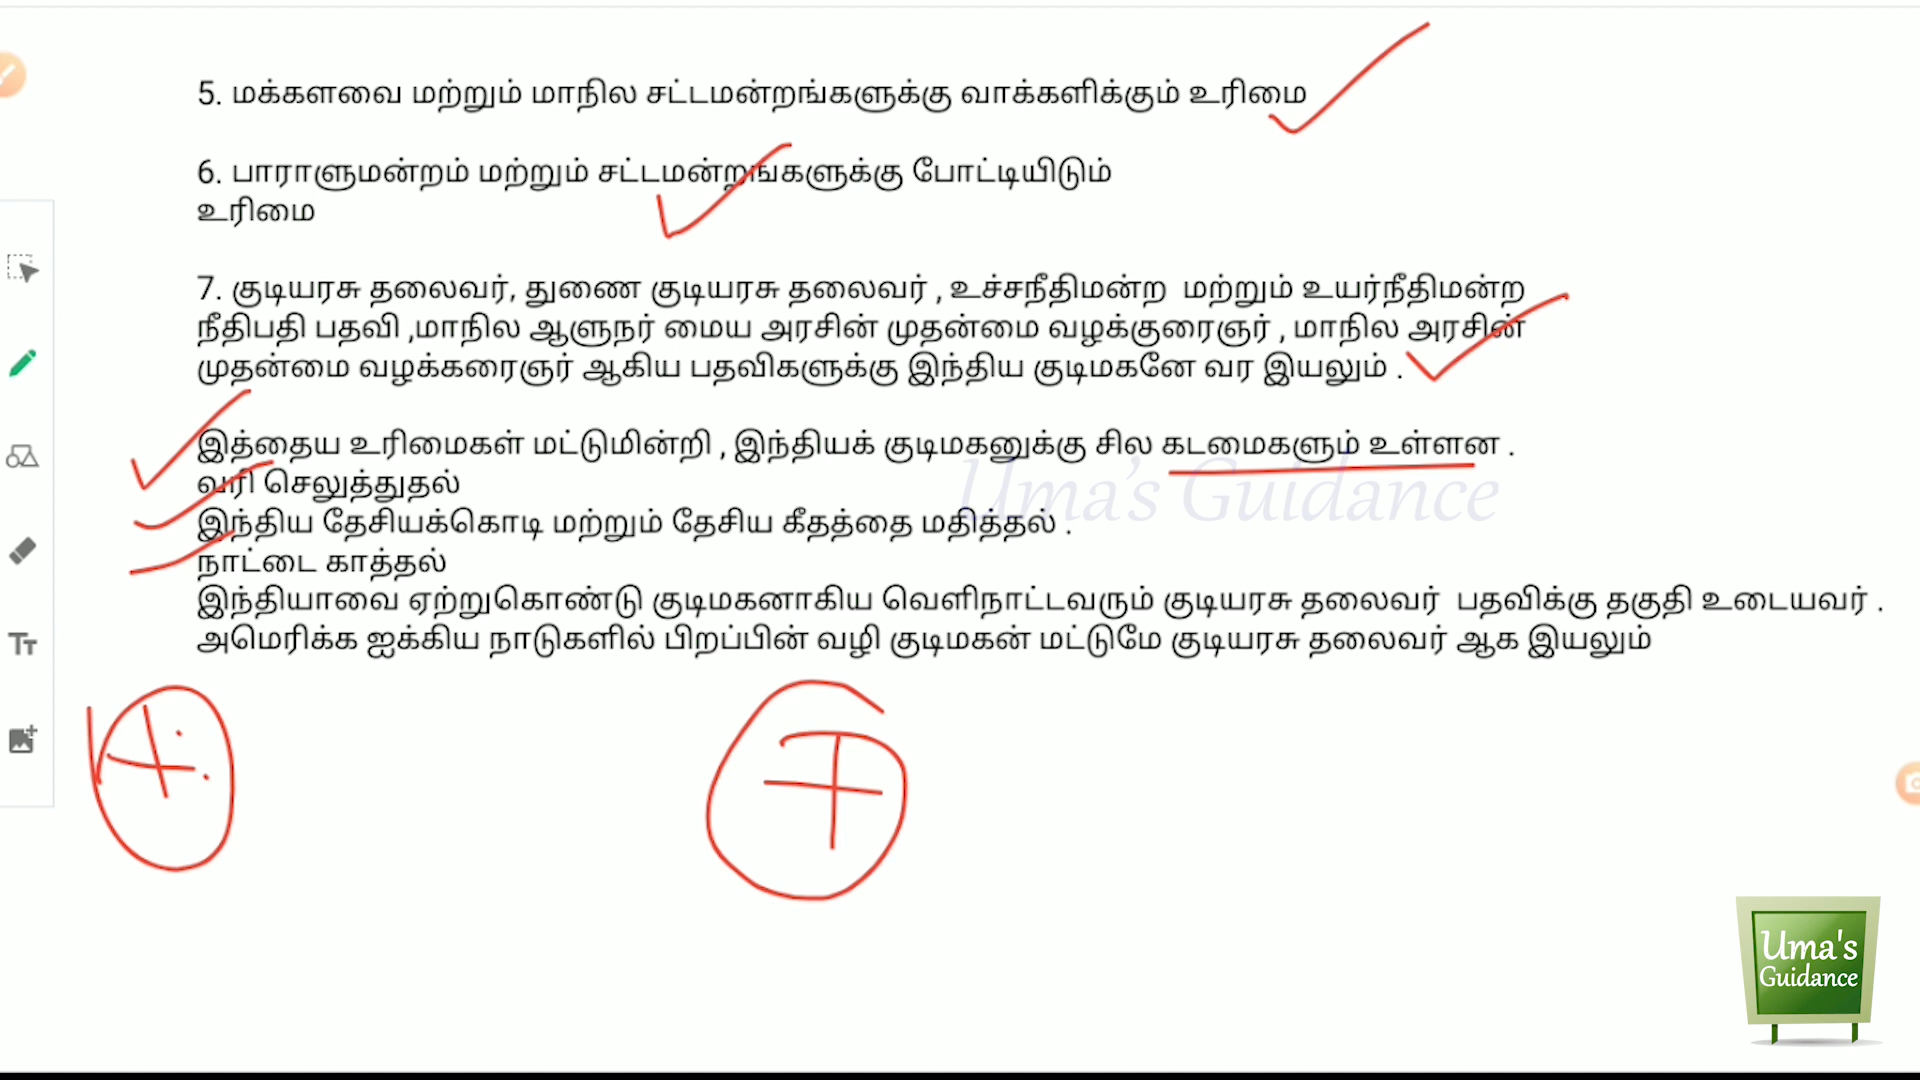 5. மக்களவை மற்றும் மாநில சட்டமன்றங்களுக்கு வாக்களிக்கும் உரிமை
6. பாராளுமன்றம் மற்றும் சட்டமன்றங்களுக்கு போட்டியிடும்
உரிமை
7. குடியரசு தலைவர், துணை குடியரசு தலைவர் , உச்சநீதிமன்ற மற்றும் உயர்நீதிமன்ற
நீதிபதி பதவி ,மாநில ஆளுநர் மைய அரசின் முதன்மை வழக்குரைஞர் , மாநில அரசின்
முதன்மை வழக்கரைஞர் ஆகிய பதவிகளுக்கு இந்திய குடிமகனே வர இயலும் .
இத்தைய உரிமைகள் மட்டுமின்றி , இந்தியக் குடிமகனுக்கு சில கடமைகளும் உள்ளன .
வரி செலுத்துதல்
Uma's Guidance
இந்திய தேசியக்கொடி மற்றும் தேசிய கீதத்தை மதித்தல் .
நாட்டை காத்தல்
இந்தியாவை ஏற்றுகொண்டு குடிமகனாகிய வெளிநாட்டவரும் குடியரசு தலைவர் பதவிக்கு தகுதி உடையவர் .
அமெரிக்க ஐக்கிய நாடுகளில் பிறப்பின் வழி குடிமகன் மட்டுமே குடியரசு தலைவர் ஆக இயலும்
Tт
Uma's
Guidance